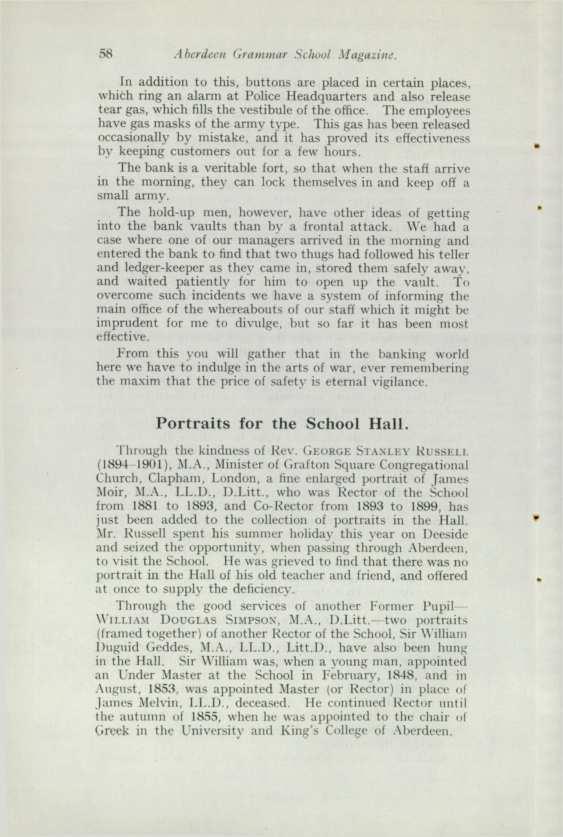 58 Aberdeen Grammar School Magazine.
In addition to this, buttons are placed in certain places,
which ring an alarm at Police Headquarters and also release
tear gas, which fills the vestibule of the office. The employees
have gas masks of the army type. This gas has been released
occasionally by mistake, and it has proved its effectiveness
by keeping customers out for a few hours.
The bank is a veritable fort, so that when the staff arrive
in the morning, they can lock themselves in and keep off a
small army.
The hold-up men, however, have other ideas of getting
into the bank vaults than by a frontal attack. We had a
case where one of our managers arrived in the morning and
entered the bank to find that two thugs had followed his teller
and ledger-keeper as they came in, stored them safely away,
and waited patiently for him to open up the vault. To
overcome such incidents we have a system of informing the
main office of the whereabouts of our staff which it might be
imprudent for me to divulge, but so far it has been most
effective.
From this you will gather that in the banking world
here we have to indulge in the arts of war, ever remembering
the maxim that the price of safety is eternal vigilance.
Portraits for the School Hall.
Through the kindness of Rev. GEORGE STANLEY RUSSELL
(1894-1901), M.A., Minister of Grafton Square Congregational
Church, Clapham, London, a fine enlarged portrait of James
Moir, M.A., LL.D., D.Litt., who was Rector of the School
from 1881 to 1893, and Co-Rector from 1893 to 1899, has
just been added to the collection of portraits in the Hall.
Mr. Russell spent his summer holiday this year on Deeside
and seized the opportunity, when passing through Aberdeen,
to visit the School. He was grieved to find that there was no
portrait in the Hall of his old teacher and friend, and offered
at once to supply the deficiency.
Through the good services of another Former Pupil—
WILLIAM DOUGLAS SIMPSON, M.A., D.Litt.—two portraits
(framed together) of another Rector of the School, Sir William
Duguid Geddes, M.A., LL.D., Litt.D., have also been hung
in the Hall. Sir William was, when a young man, appointed
an Under Master at the School in February, 1848, and in
August, 1853, was appointed Master (or Rector) in place of
James Melvin, LL.D., deceased. He continued Rector until
the autumn of 1855, when he was appointed to the chair of
Greek in the University and King's College of Aberdeen.